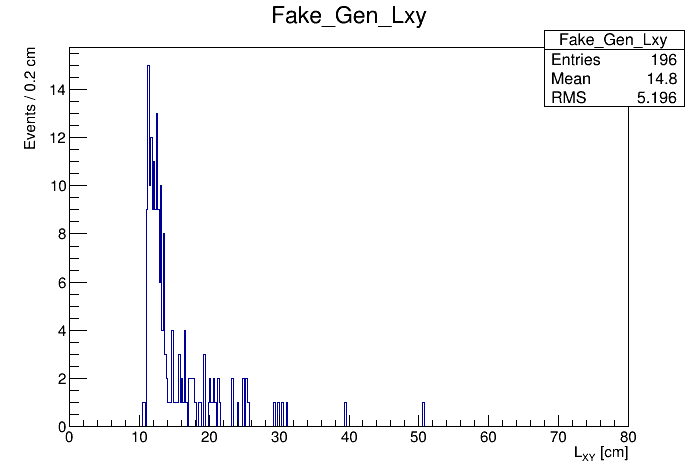 Fake_Gen_Lxy
Fake_Gen_Lxy
Entries 196
Mean 14.8
RMS 5.196
Events / 0.2 cm
14
12
10
8
6
4
2
0
0 10 20 30 40 50 60 70 80
L_XY [cm]